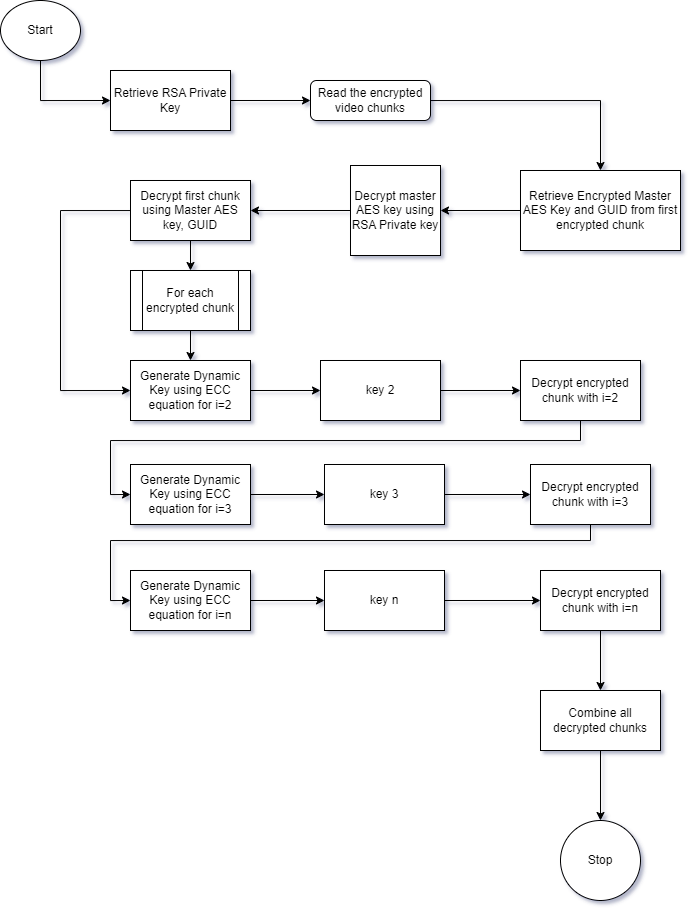 Start
Retrieve RSA Private
Key
Read the encrypted
video chunks
Retrieve Encrypted Master
AES Key and GUID from first
encrypted chunk
Decrypt master
AES key using
RSA Private key
Decrypt first chunk
using Master AES
key, GUID
For each
encrypted chunk
Generate Dynamic
Key using ECC
equation for i=2
key 2
Decrypt encrypted
chunk with i=2
Generate Dynamic
Key using ECC
equation for i=3
key 3
Decrypt encrypted
chunk with i=3
Generate Dynamic
Key using ECC
equation for i=n
key n
Decrypt encrypted
chunk with i=n
Combine all
decrypted chunks
Stop